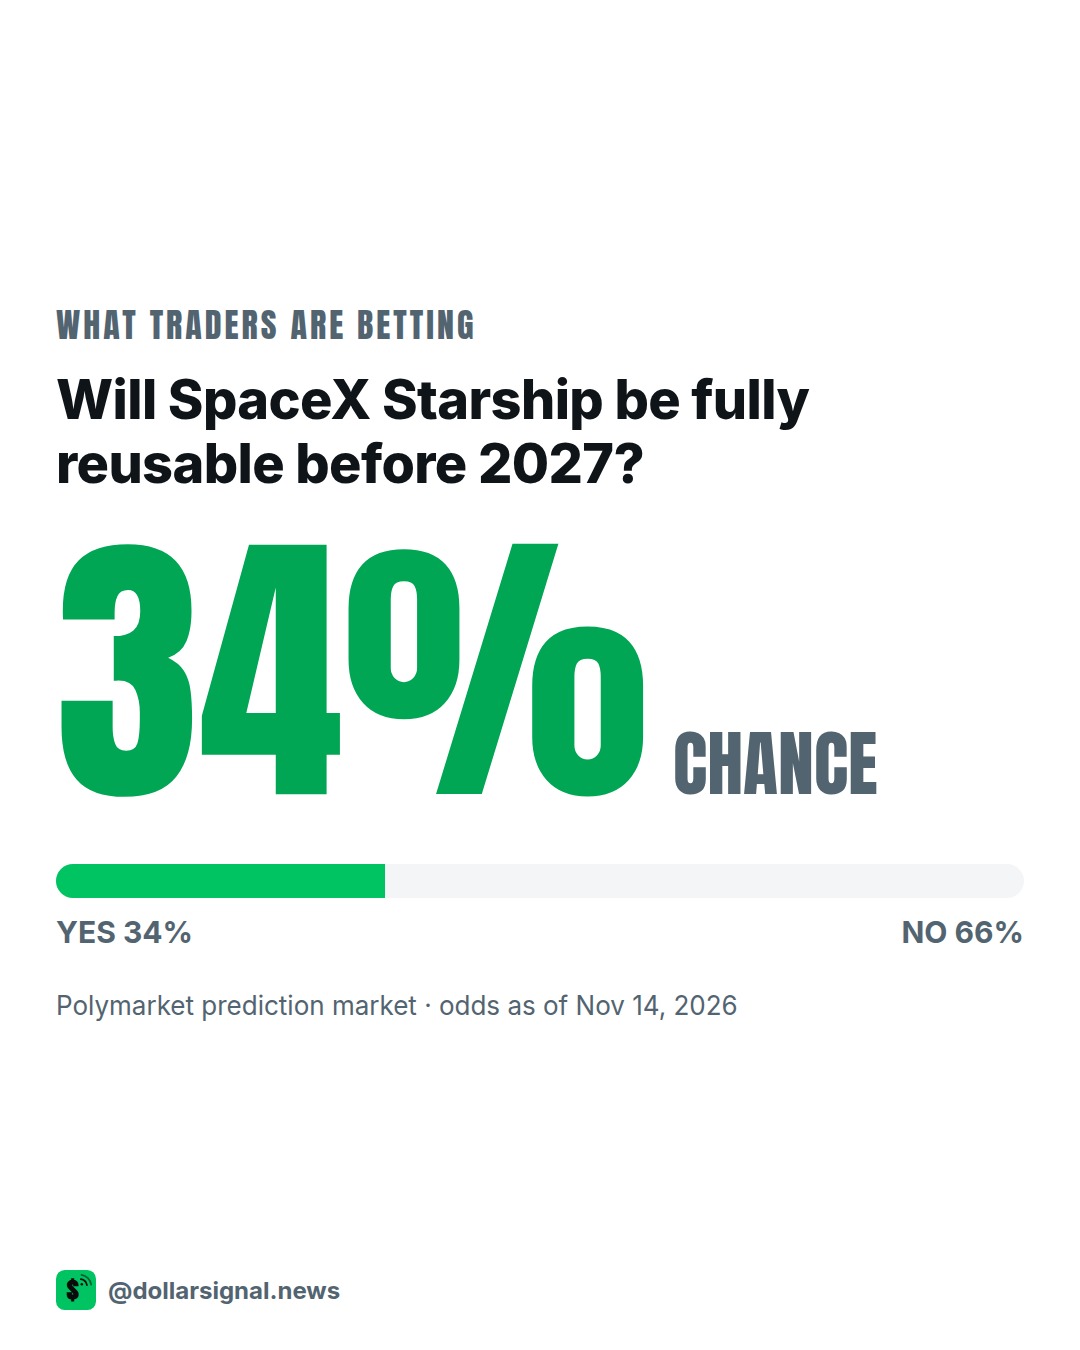 WHAT TRADERS ARE BETTING
Will SpaceX Starship be fully
reusable before 2027?
34% CHANCE
YES 34% NO 66%
Polymarket prediction market · odds as of Nov 14, 2026
$ @dollarsignal.news